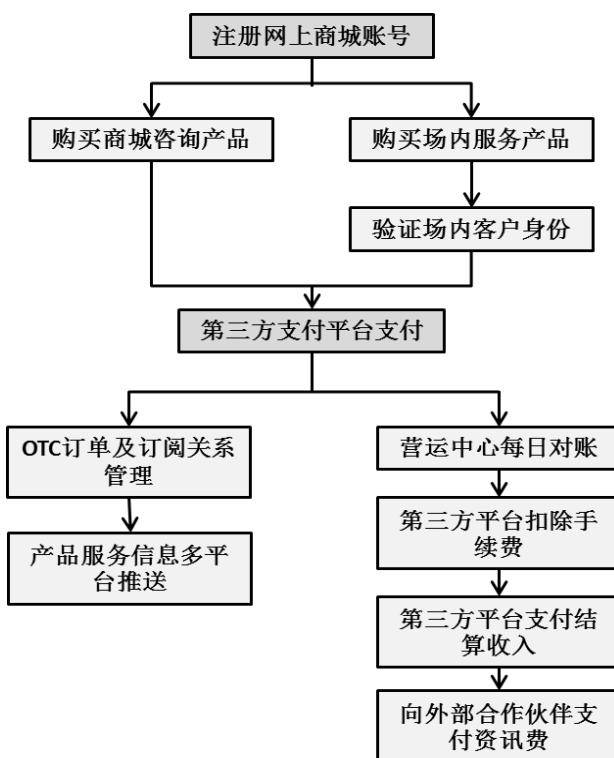 注册网上商城账号
购买商城咨询产品
购买场内服务产品
验证场内客户身份
第三方支付平台支付
OTC订单及订阅关系
管理
营运中心每日对账
产品服务信息多平
台推送
第三方平台扣除手
续费
第三方平台支付结
算收入
向外部合作伙伴支
付资讯费